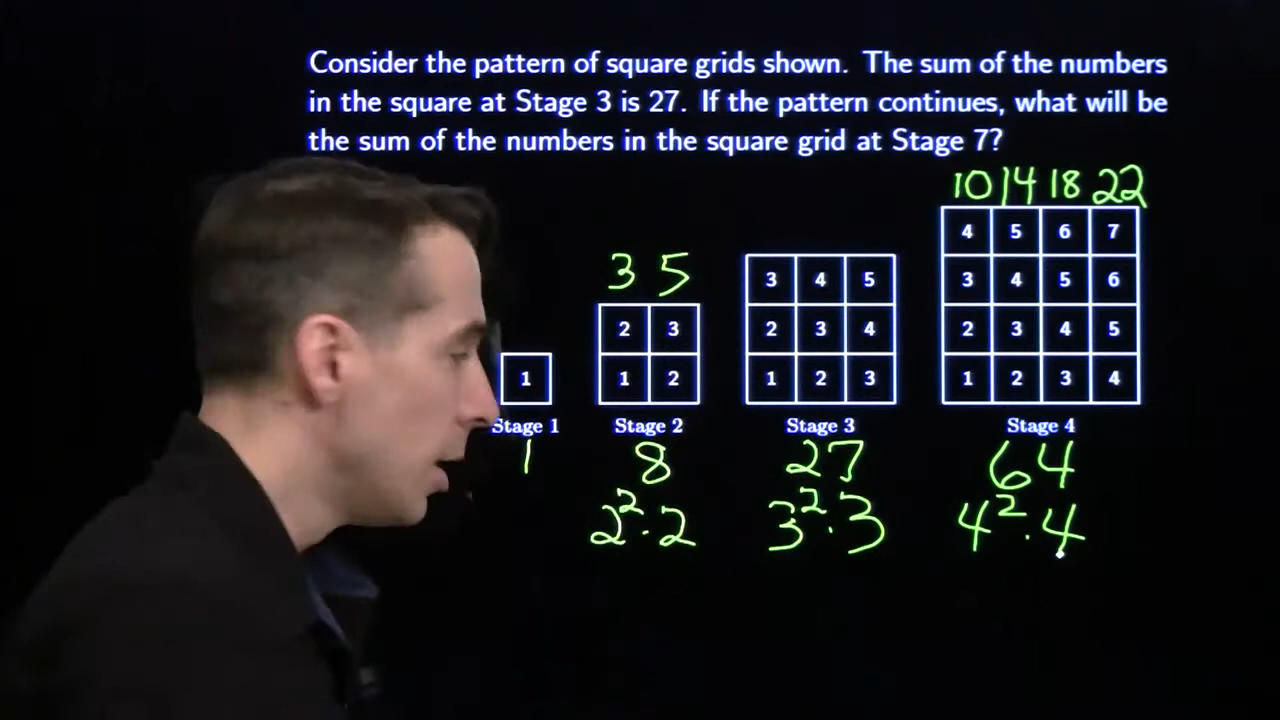 Consider the pattern of square grids shown. The sum of the numbers
in the square at Stage 3 is 27. If the pattern continues, what will be
the sum of the numbers in the square grid at Stage 7?
10 14 18 22
4 5 6 7
3 5
3 4 5
3 4 5 6
2 3
2 3 4
2 3 4 5
1
1 2
1 2 3
1 2 3 4
Stage 1
Stage 2
Stage 3
Stage 4
1
8
27
64
2²·2
3²·3
4²·4